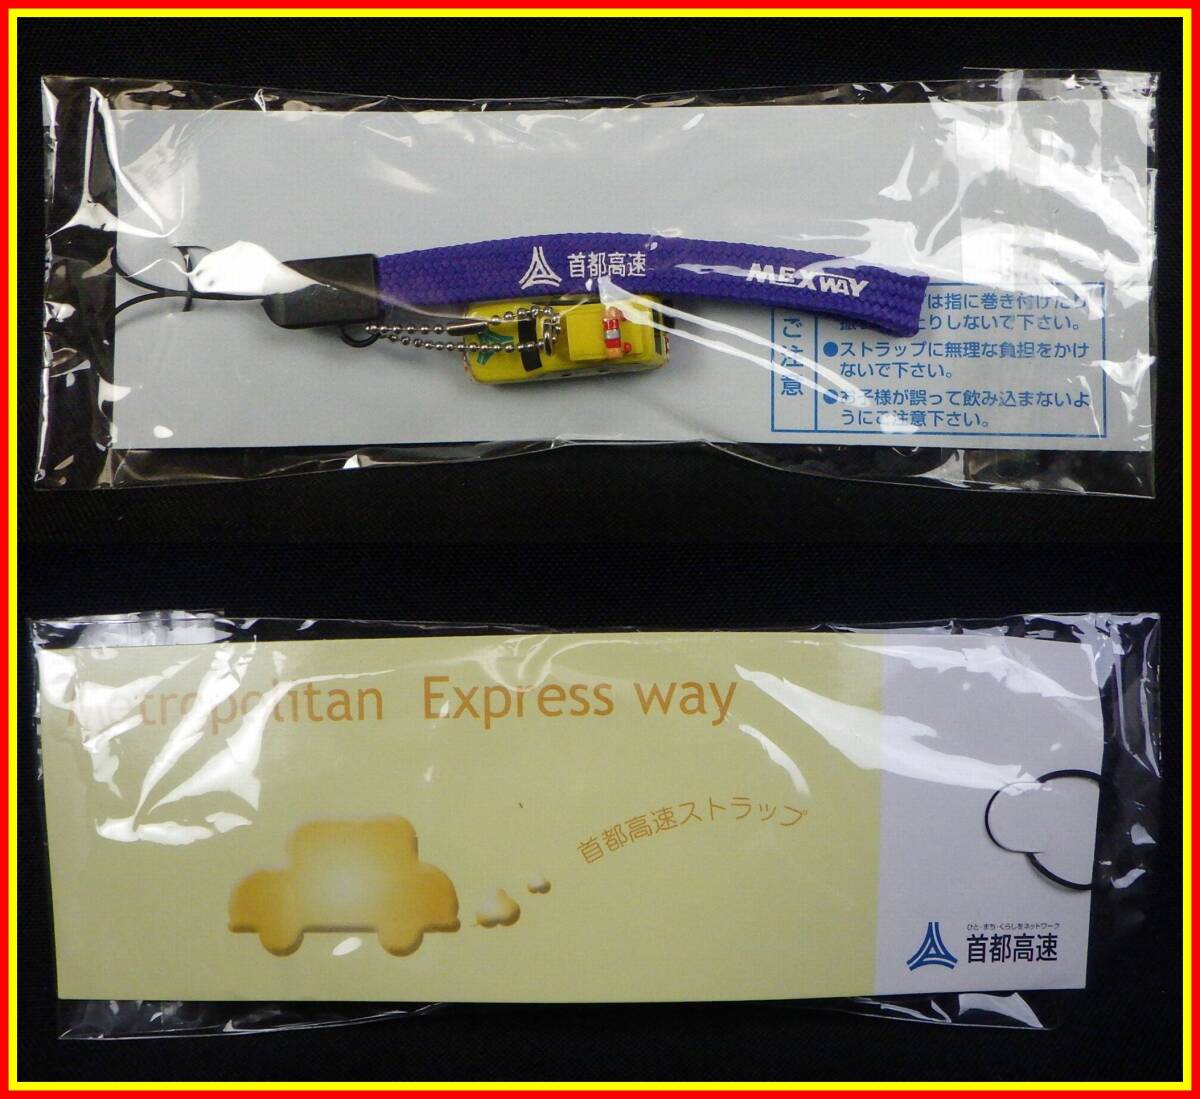 首都高速
MEXWAY
ご注意
は指に巻き付けたり
たりしないで下さい。
●ストラップに無理な負担をかけ
ないで下さい。
●お子様が誤って飲み込まないよ
うにご注意下さい。
Metropolitan Express way
首都高速ストラップ
ひと・まち・くらしをネットワーク
首都高速